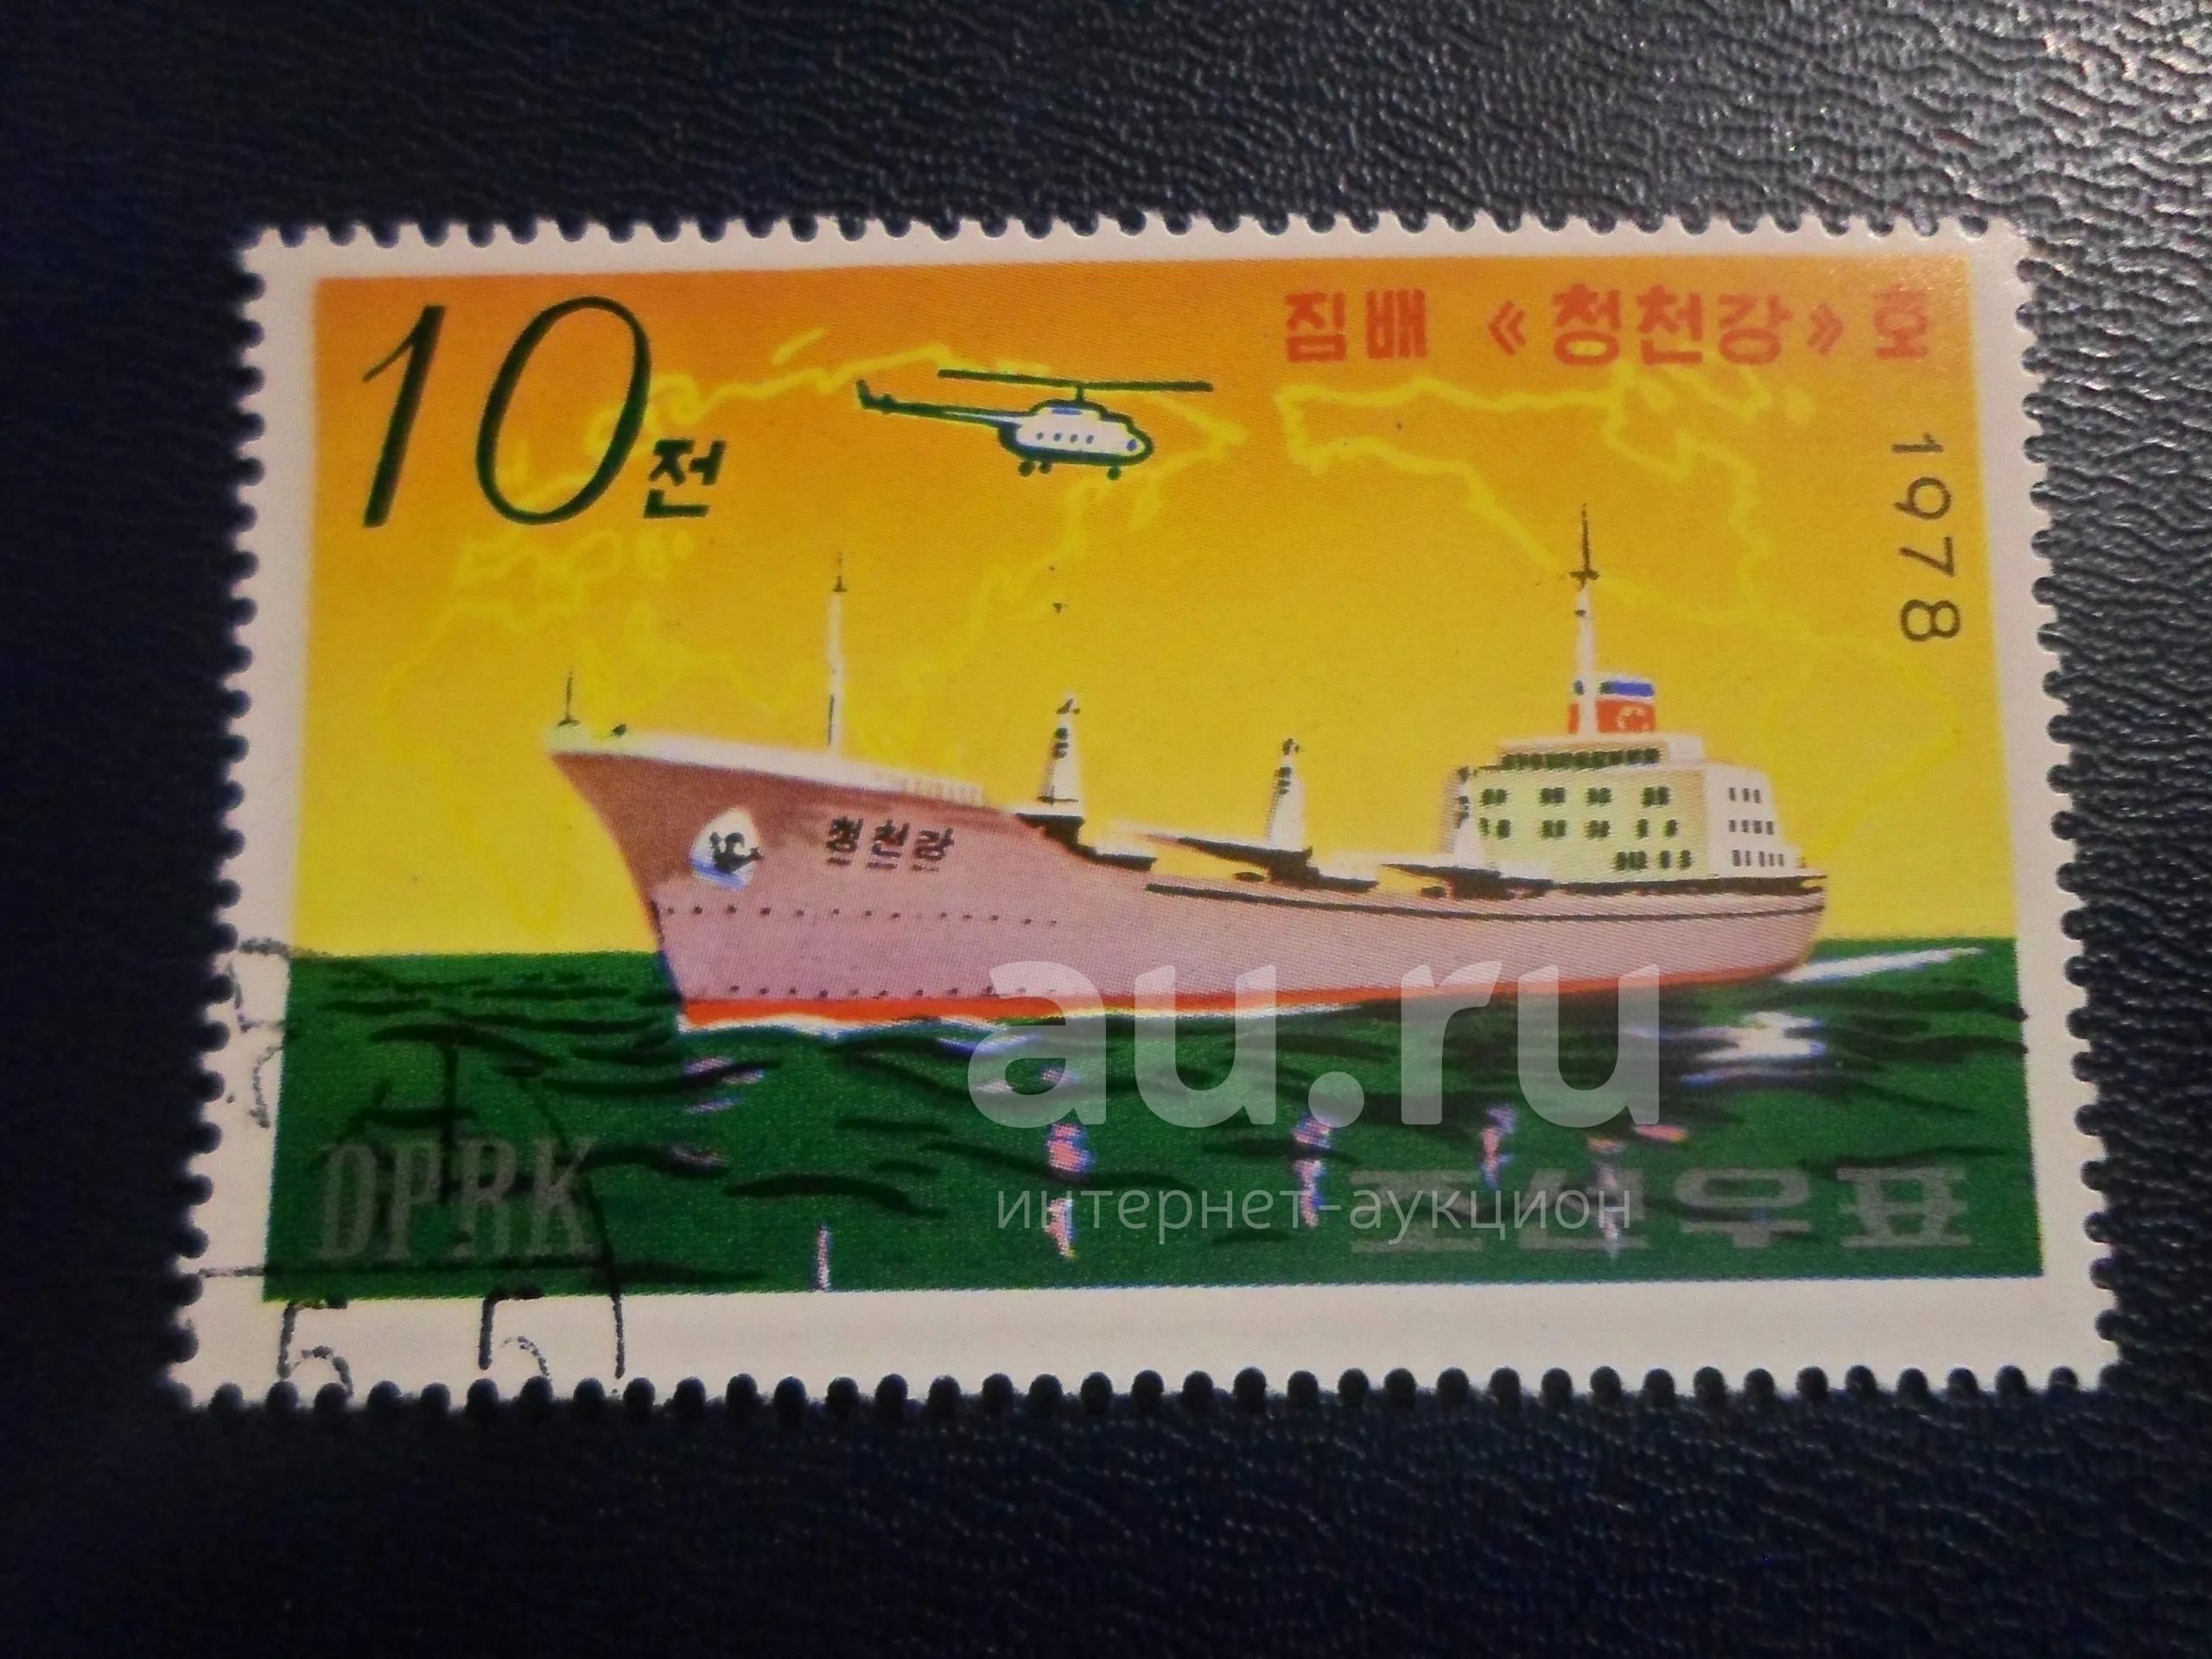 10전
짐배 《청천강》호
1978
청천강
au.ru
интернет-аукцион
DPRK
조선우표